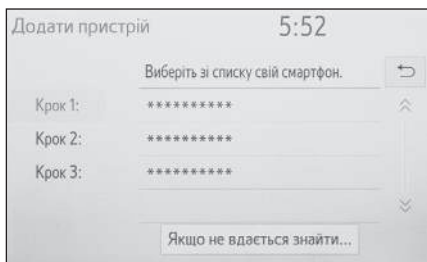 Додати пристрій 5:52
Виберіть зі списку свій смартфон.
Крок 1: **********
Крок 2: **********
Крок 3: **********
Якщо не вдається знайти...